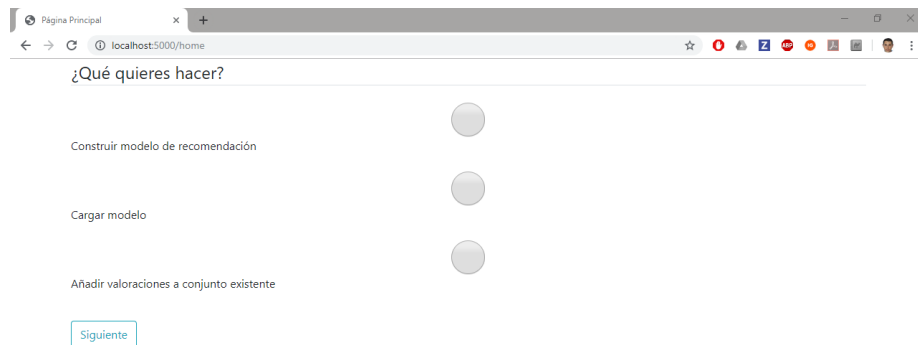 Página Principal
localhost:5000/home
¿Qué quieres hacer?
Construir modelo de recomendación
Cargar modelo
Añadir valoraciones a conjunto existente
Siguiente